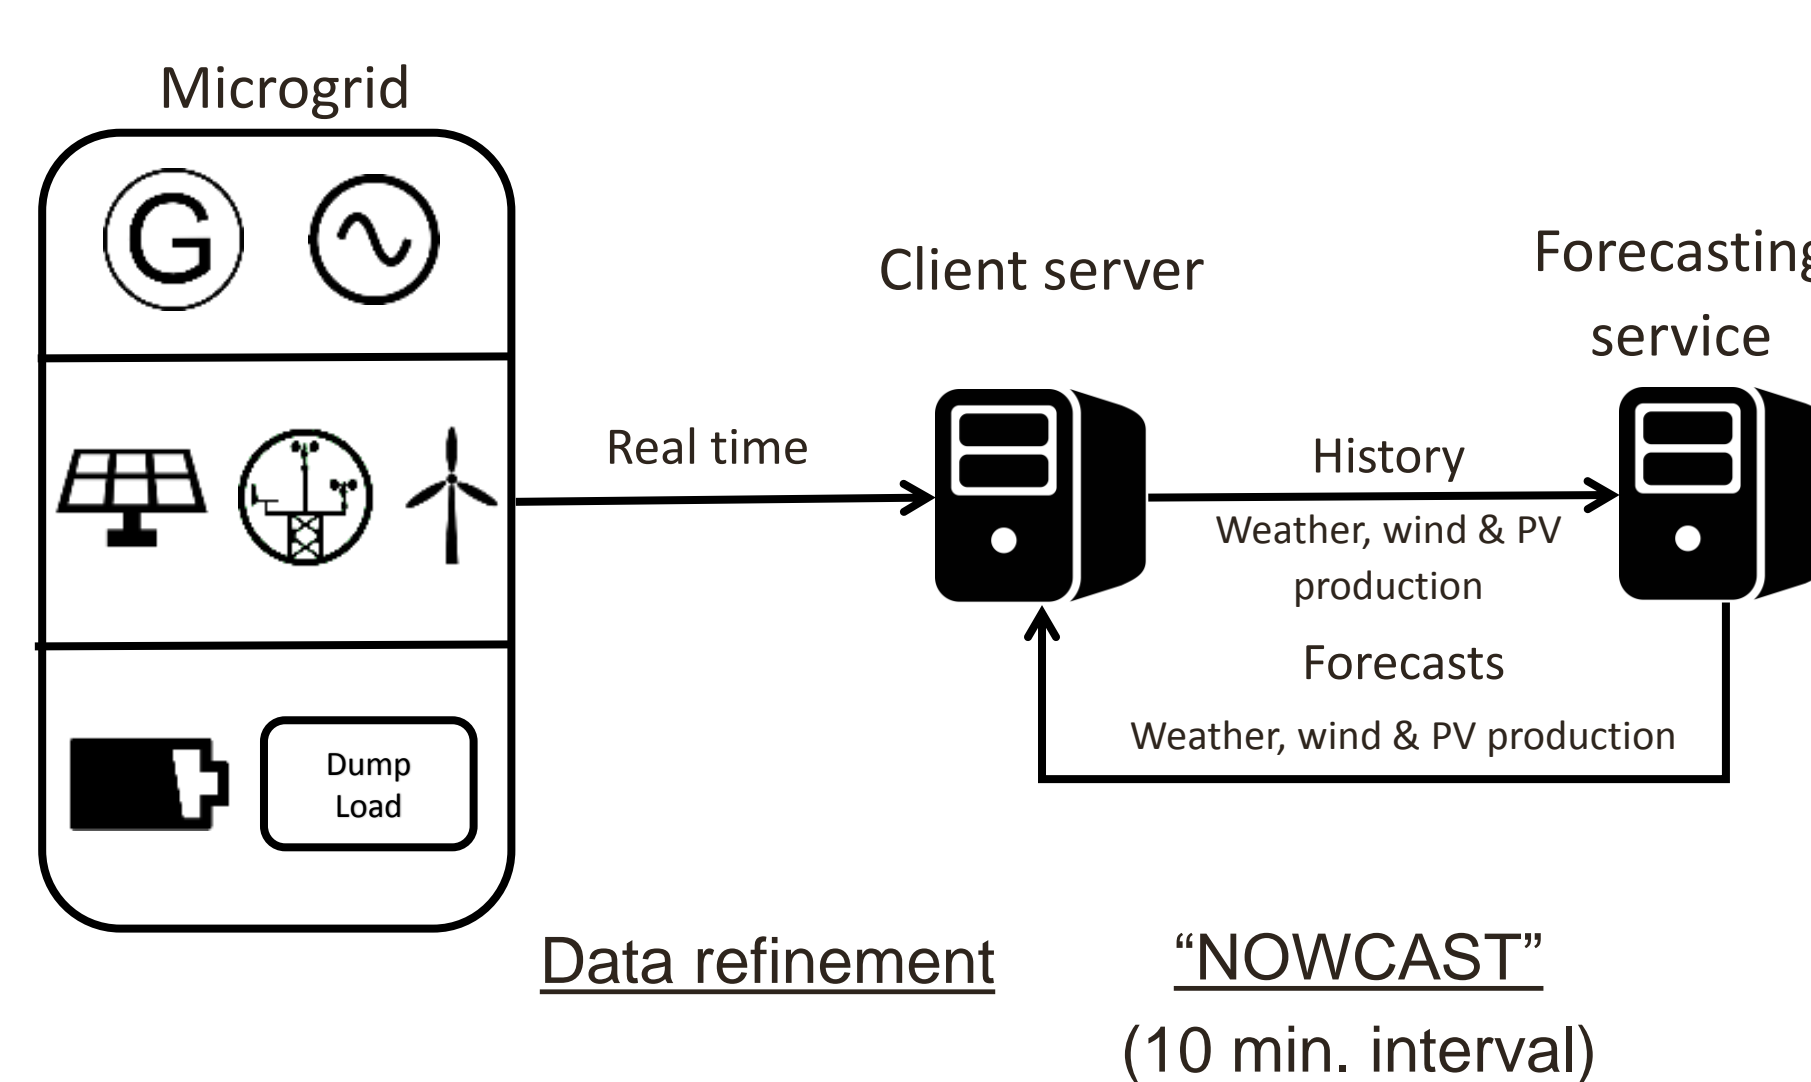 Microgrid
G
Client server
Forecasting
service
Real time
History
Weather, wind & PV
production
Forecasts
Weather, wind & PV production
Dump
Load
Data refinement
“NOWCAST”
(10 min. interval)